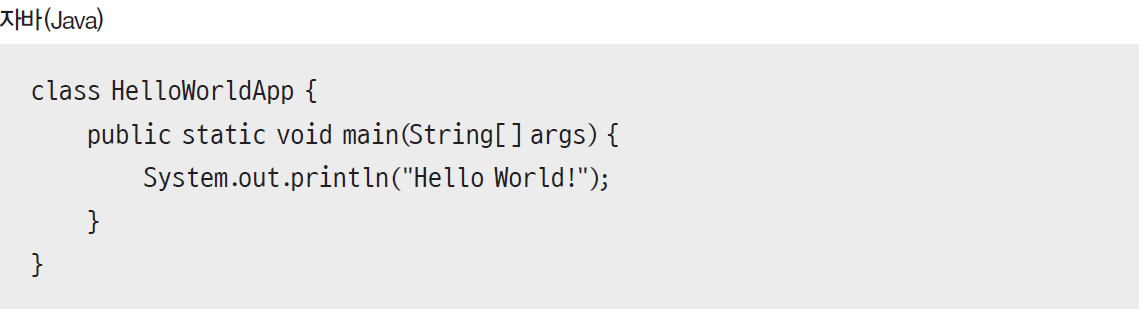 자바(Java)
class HelloWorldApp {
    public static void main(String[] args) {
        System.out.println("Hello World!");
    }
}